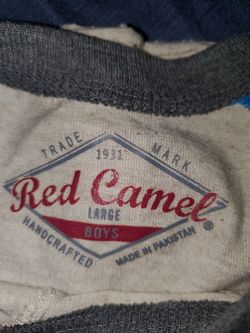 TRADE MARK
1931
Red Camel
LARGE
BOYS
HANDCRAFTED
MADE IN PAKISTAN
®